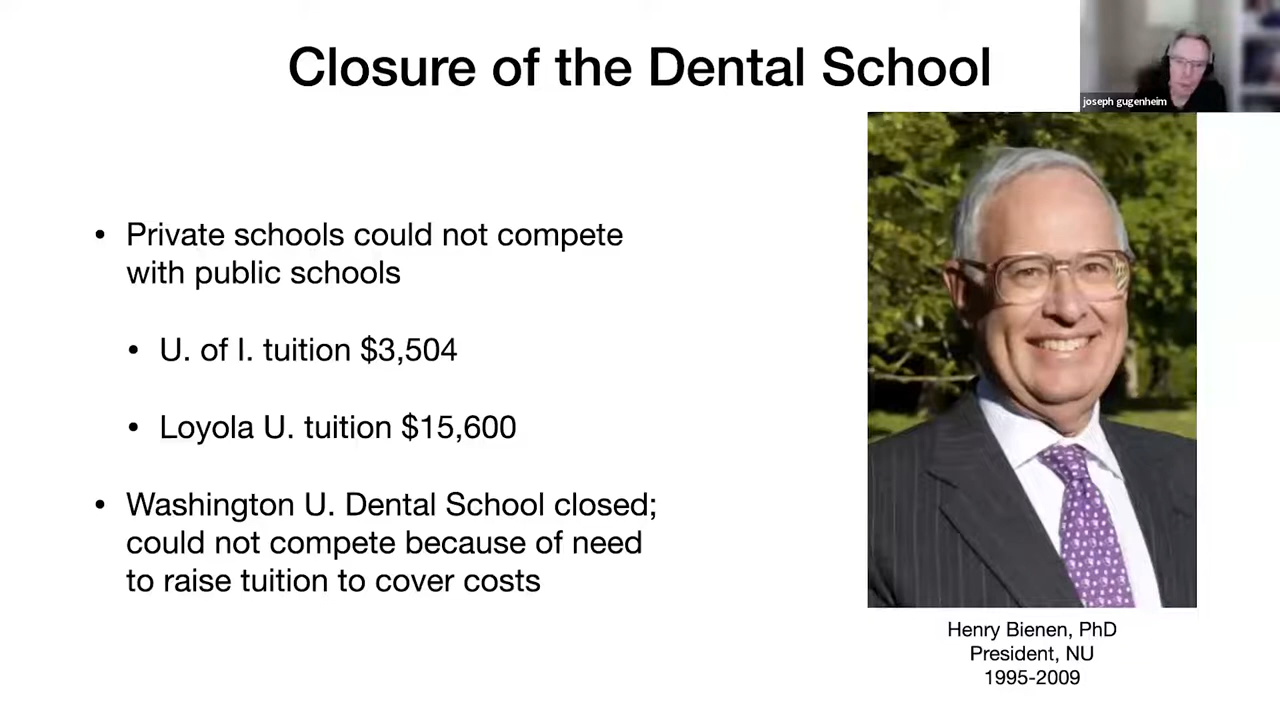 Closure of the Dental School
joseph gugenheim
• Private schools could not compete
with public schools
• U. of I. tuition $3,504
• Loyola U. tuition $15,600
• Washington U. Dental School closed;
could not compete because of need
to raise tuition to cover costs
Henry Bienen, PhD
President, NU
1995-2009